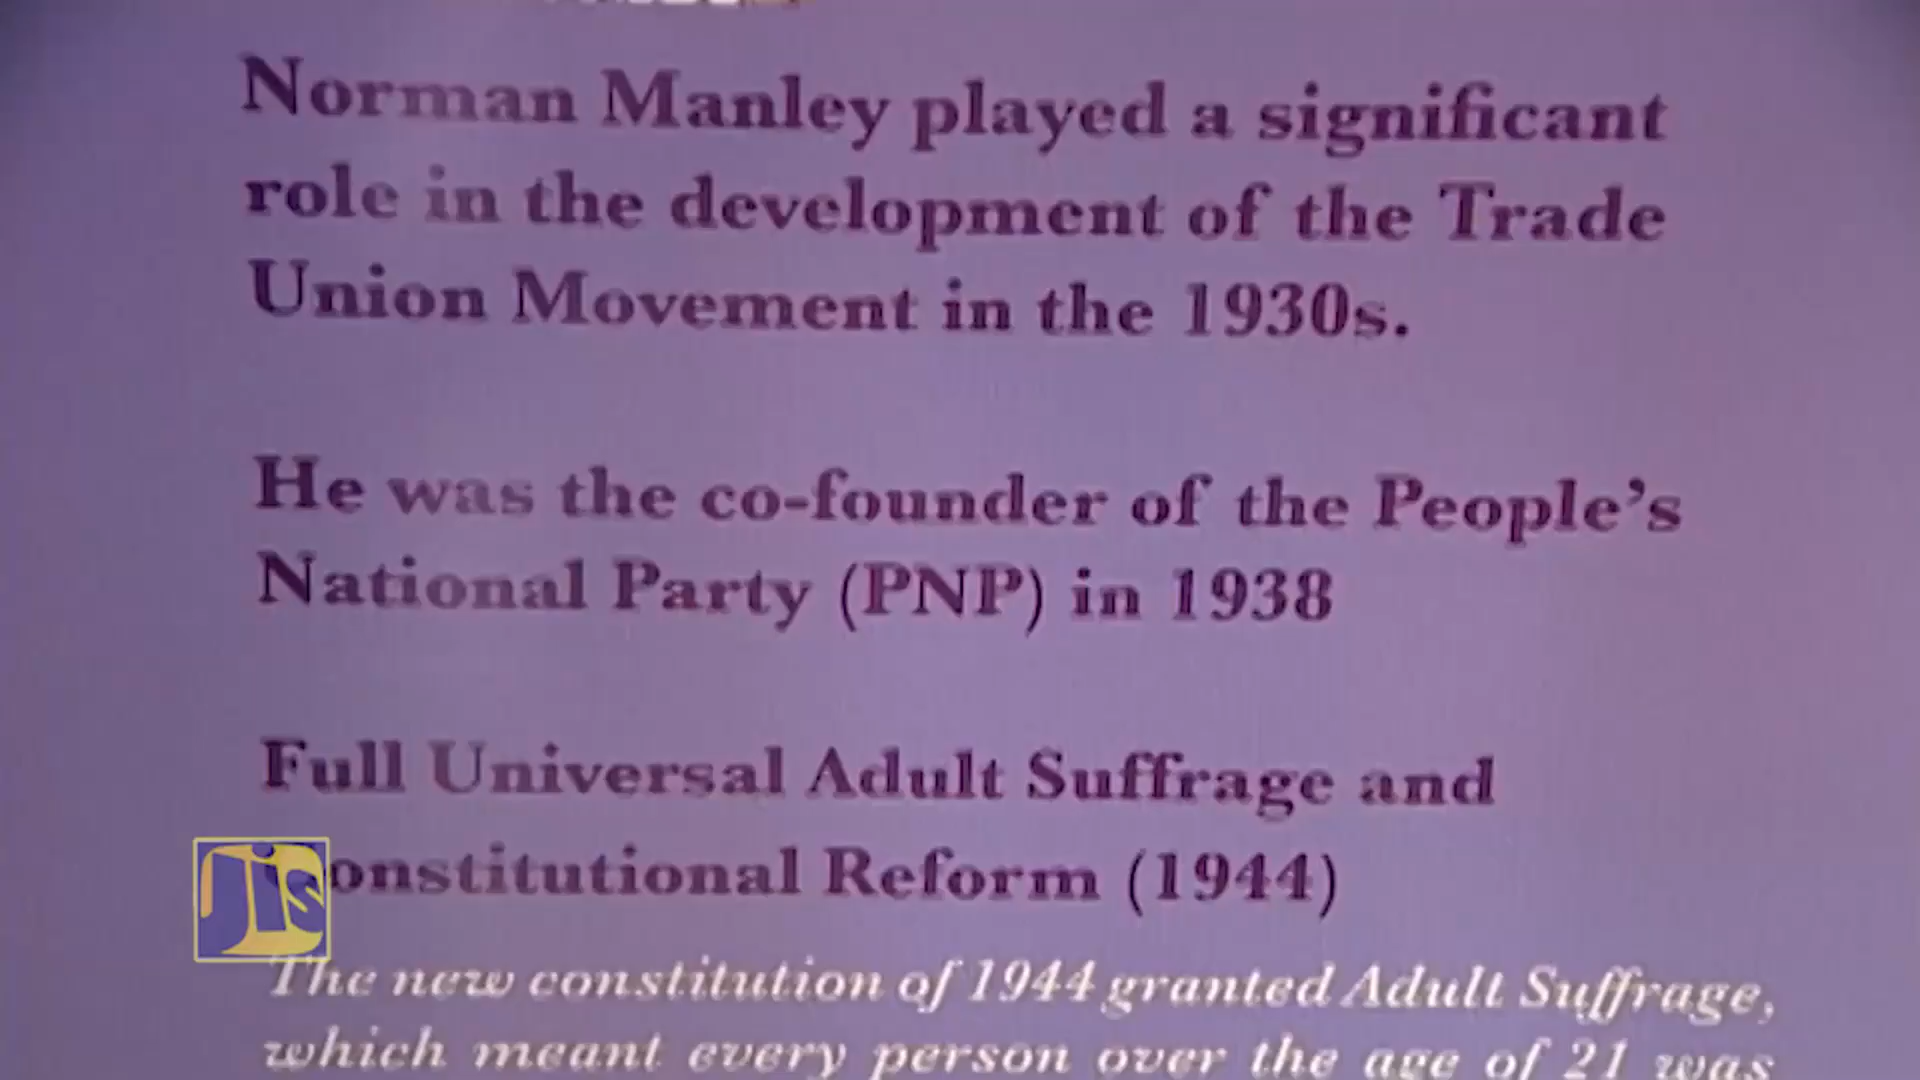 Norman Manley played a significant
role in the development of the Trade
Union Movement in the 1930s.
He was the co-founder of the People's
National Party (PNP) in 1938
Full Universal Adult Suffrage and
onstitutional Reform (1944)
JIS
The new constitution of 1944 granted Adult Suffrage,
which meant every person over the age of 21 was